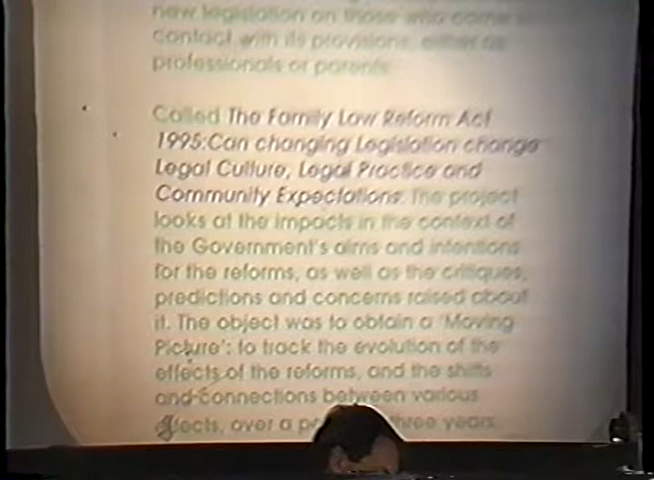 new legislation on those who come
contact with its provisions, either as
professionals or parents.
Called The Family Law Reform Act
1995:Can changing Legislation change
Legal Culture, Legal Practice and
Community Expectations. The project
looks at the impacts in the context of
the Government's aims and intentions
for the reforms, as well as the critiques,
predictions and concerns raised about
it. The object was to obtain a 'Moving
Picture': to track the evolution of the
effects of the reforms, and the shifts
and connections between various
over a three years.